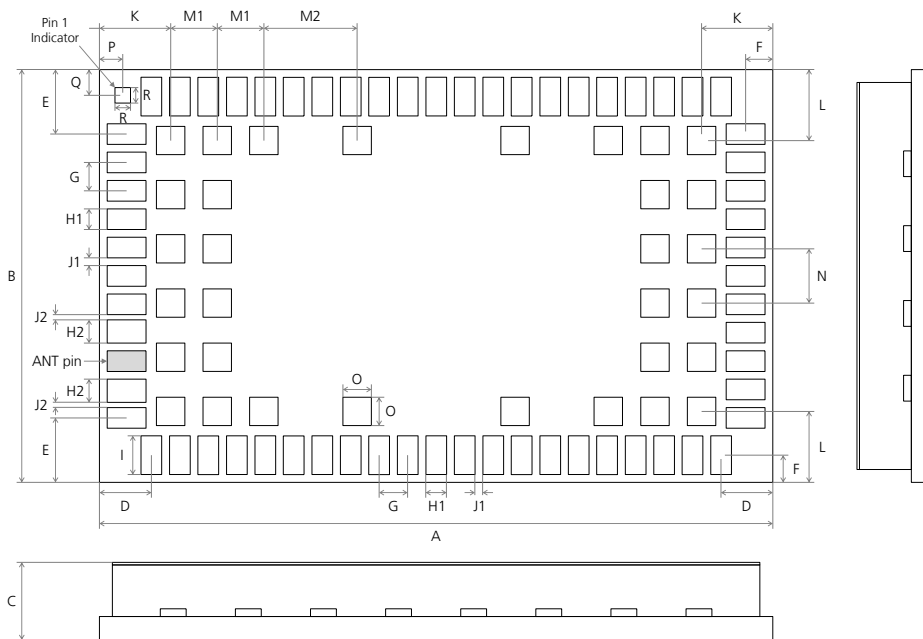 Pin 1
Indicator
K
M1
M1
M2
K
P
F
Q
E
R
R
L
G
H1
J1
B
N
J2
H2
ANT pin
O
H2
O
J2
E
I
L
F
D
G
H1
J1
D
A
C